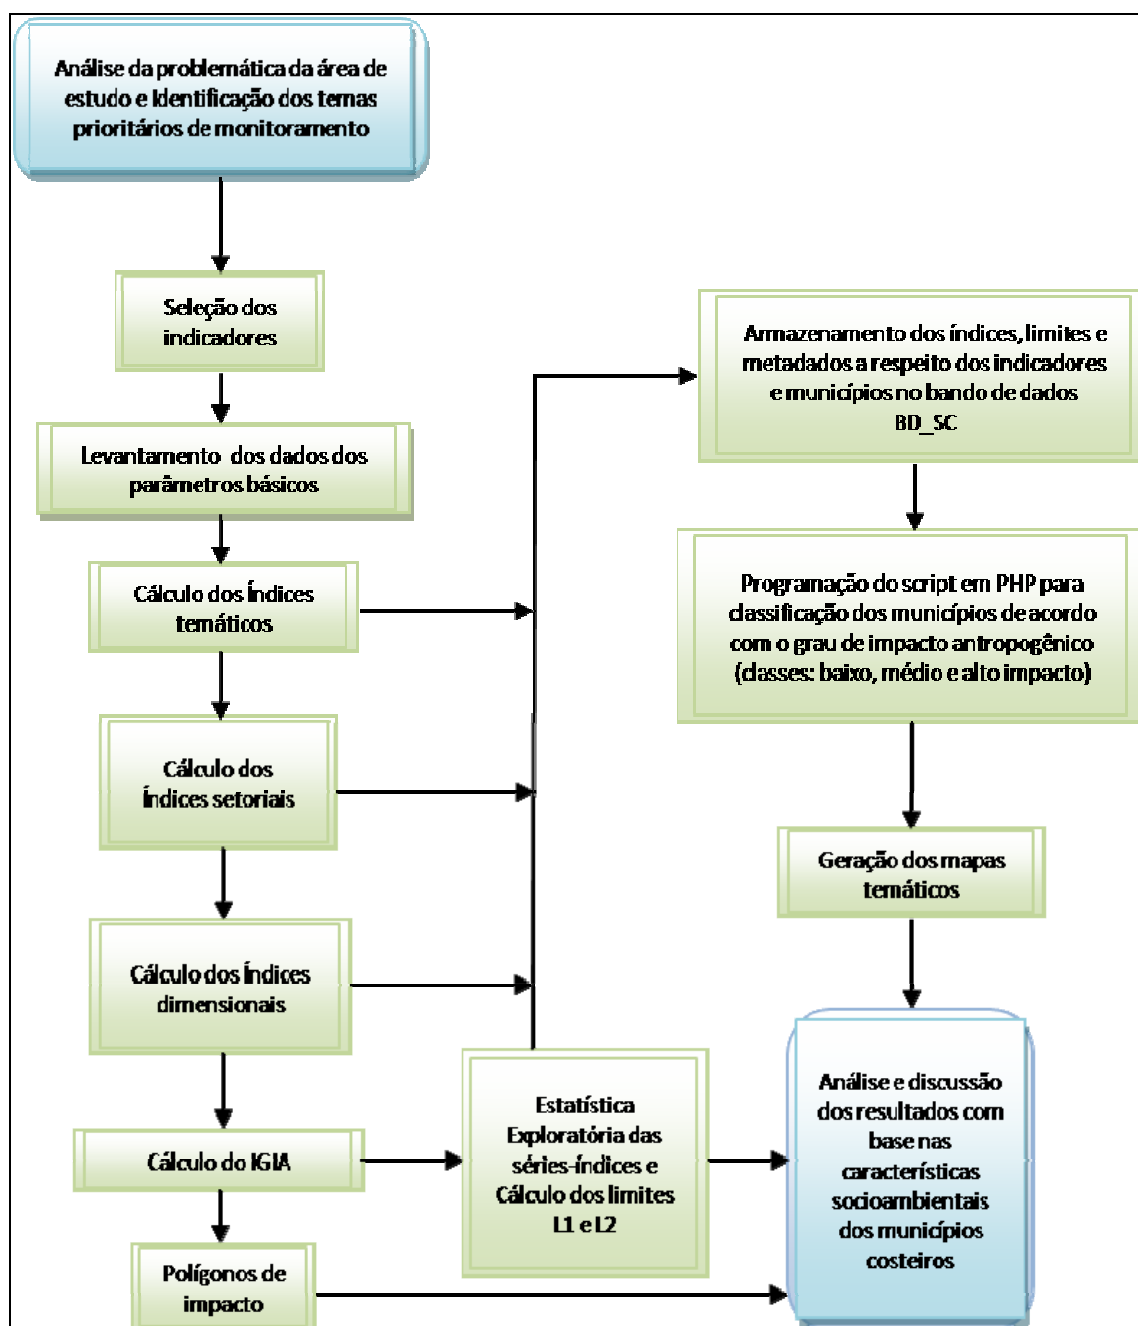 Análise da problemática da área de
estudo e Identificação dos temas
prioritários de monitoramento
Seleção dos
indicadores
Levantamento dos dados dos
parâmetros básicos
Cálculo dos Índices
temáticos
Cálculo dos
Índices setoriais
Cálculo dos Índices
dimensionais
Cálculo do IGIA
Polígonos de
impacto
Estatística
Exploratória das
séries-índices e
Cálculo dos limites
L1 e L2
Armazenamento dos índices, limites e
metadados a respeito dos indicadores
e municípios no bando de dados
BD_SC
Programação do script em PHP para
classificação dos municípios de acordo
com o grau de impacto antropogênico
(classes: baixo, médio e alto impacto)
Geração dos mapas
temáticos
Análise e discussão
dos resultados com
base nas
características
socioambientais
dos municípios
costeiros